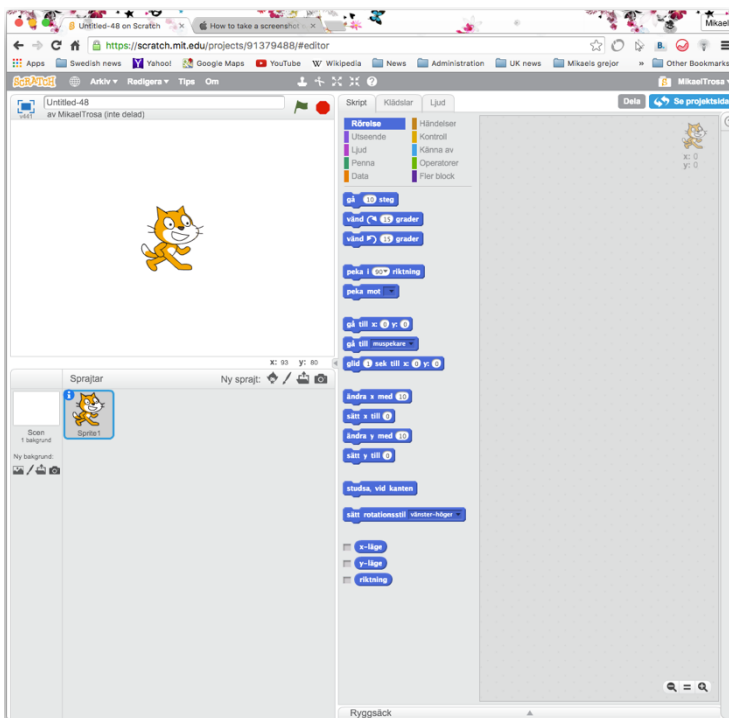 Untitled-48 on Scratch
How to take a screenshot
Mikael
https://scratch.mit.edu/projects/91379488/#editor
Apps Swedish news Yahoo! Google Maps YouTube Wikipedia News Administration UK news Mikaels grejor » Other Bookmarks
SCRATCH Arkiv Redigera Tips Om MikaelTrosa
Untitled-48
av MikaelTrosa (inte delad)
v441
Skript Klädslar Ljud
Dela Se projektsida
Rörelse Händelser
Utseende Kontroll
Ljud Känna av
Penna Operatorer
Data Fler block
x: 0
y: 0
gå 10 steg
vänd 15 grader
vänd 15 grader
peka i 90 riktning
peka mot
gå till x: 0 y: 0
gå till muspekare
glid 1 sek till x: 0 y: 0
ändra x med 10
sätt x till 0
ändra y med 10
sätt y till 0
studsa, vid kanten
sätt rotationsstil vänster-höger
x-läge
y-läge
riktning
x: 93 y: 80
Sprajtar Ny sprajt:
Scen
1 bakgrund
Sprite1
Ny bakgrund:
Ryggsäck